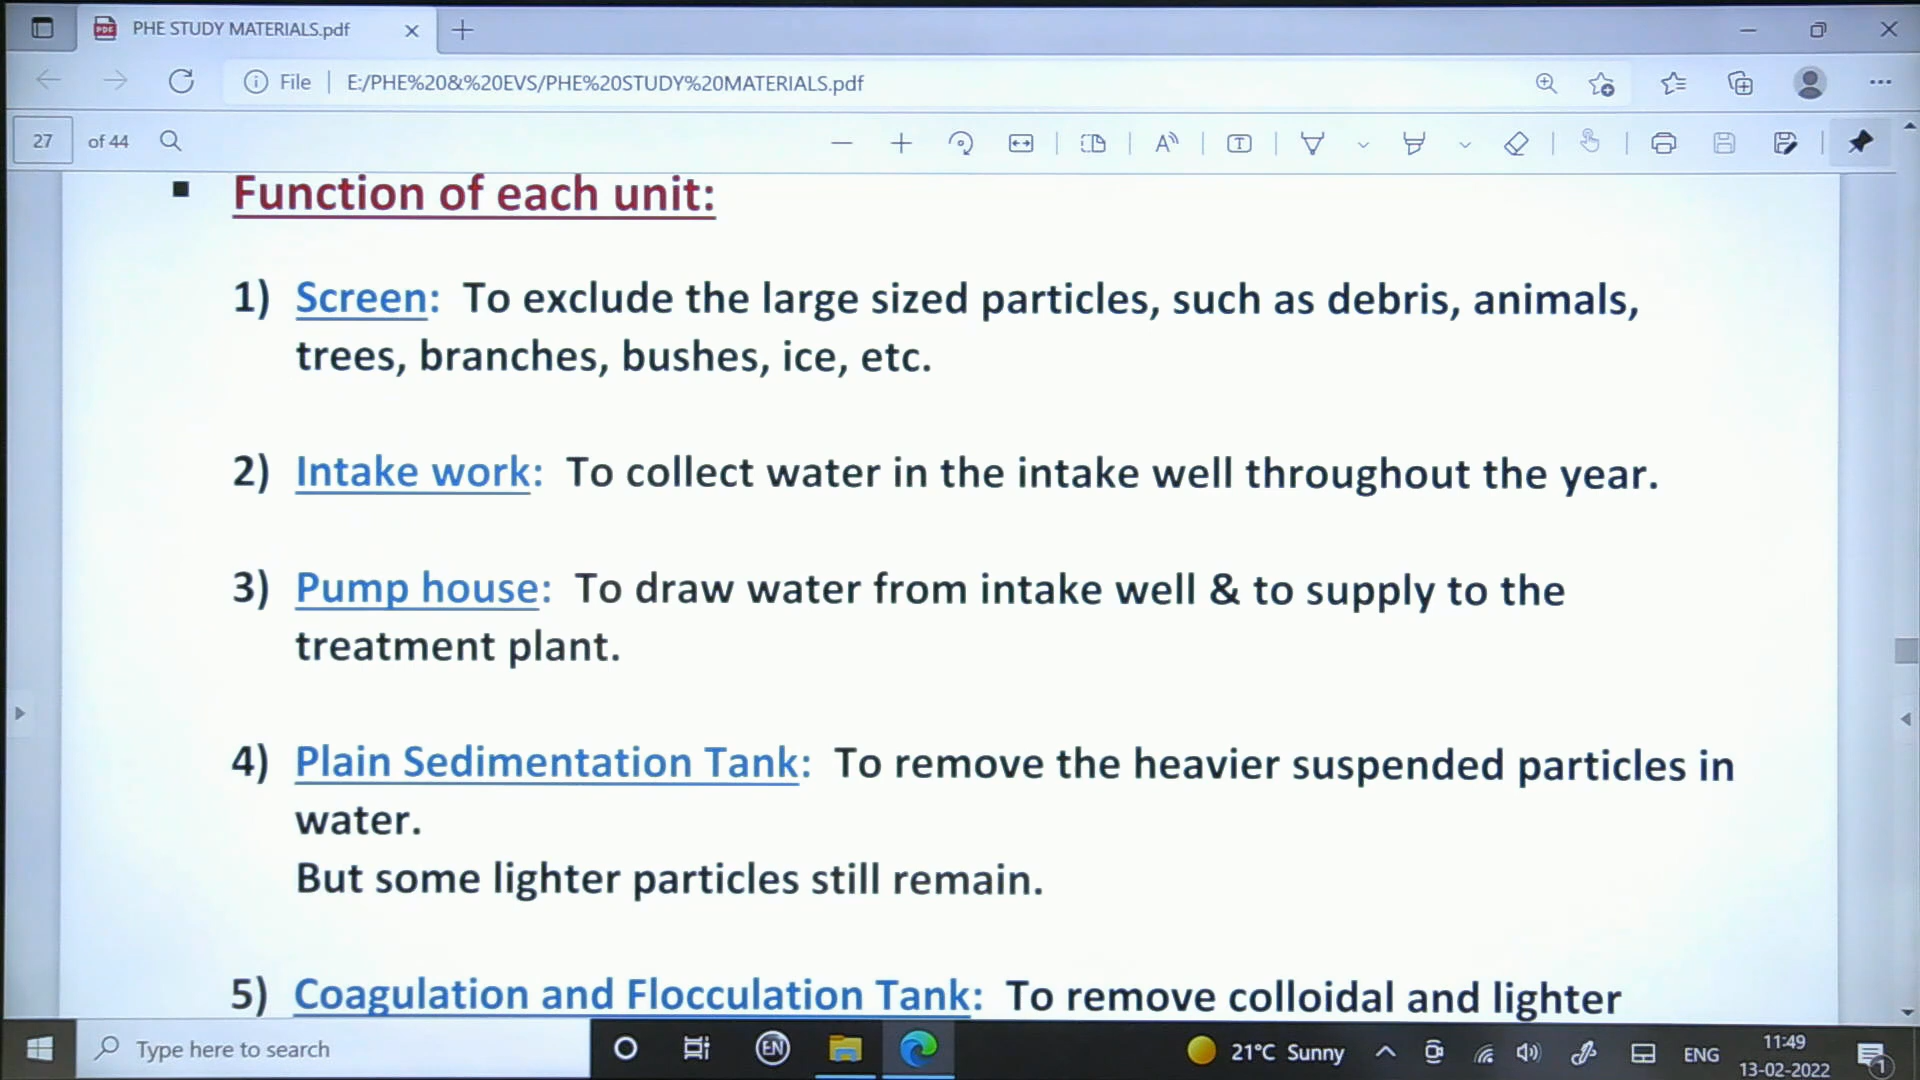 PHE STUDY MATERIALS.pdf
File | E:/PHE%20&%20EVS/PHE%20STUDY%20MATERIALS.pdf
27 of 44
▪ Function of each unit:
1) Screen: To exclude the large sized particles, such as debris, animals,
trees, branches, bushes, ice, etc.
2) Intake work: To collect water in the intake well throughout the year.
3) Pump house: To draw water from intake well & to supply to the
treatment plant.
4) Plain Sedimentation Tank: To remove the heavier suspended particles in
water.
But some lighter particles still remain.
5) Coagulation and Flocculation Tank: To remove colloidal and lighter
Type here to search
EN
21°C Sunny
ENG
11:49
13-02-2022
1